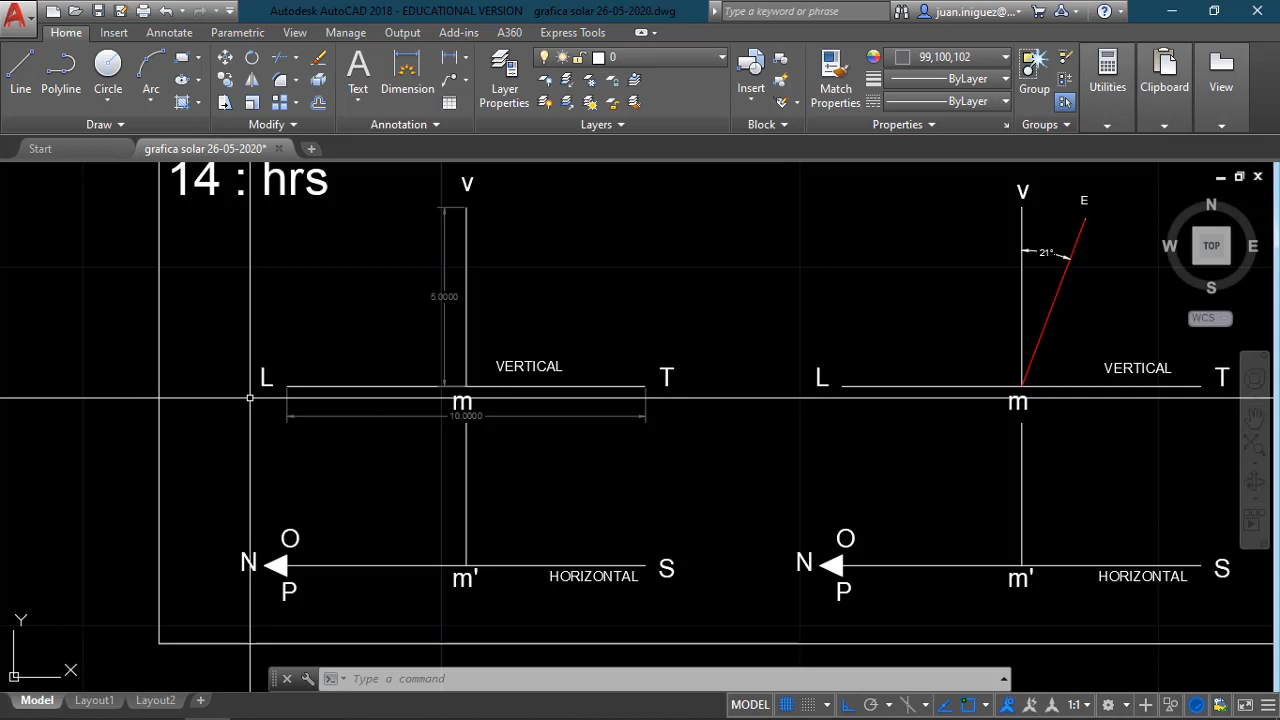 Autodesk AutoCAD 2018 - EDUCATIONAL VERSION grafica solar 26-05-2020.dwg
Type a keyword or phrase
juan.iniguez@...
Home Insert Annotate Parametric View Manage Output Add-ins A360 Express Tools
Line Polyline Circle Arc
Text Dimension
Layer Properties
0
Insert
Match Properties
99,100,102
ByLayer
ByLayer
Group
Utilities
Clipboard
View
Draw Modify Annotation Layers Block Properties Groups
Start
grafica solar 26-05-2020*
14 : hrs
v
5.0000
VERTICAL
L T
m
10.0000
O
N S
P
m'
HORIZONTAL
v
E
21°
VERTICAL
L T
m
O
N S
P
m'
HORIZONTAL
N
W TOP E
S
WCS
Y
X
Type a command
Model Layout1 Layout2
MODEL
1:1